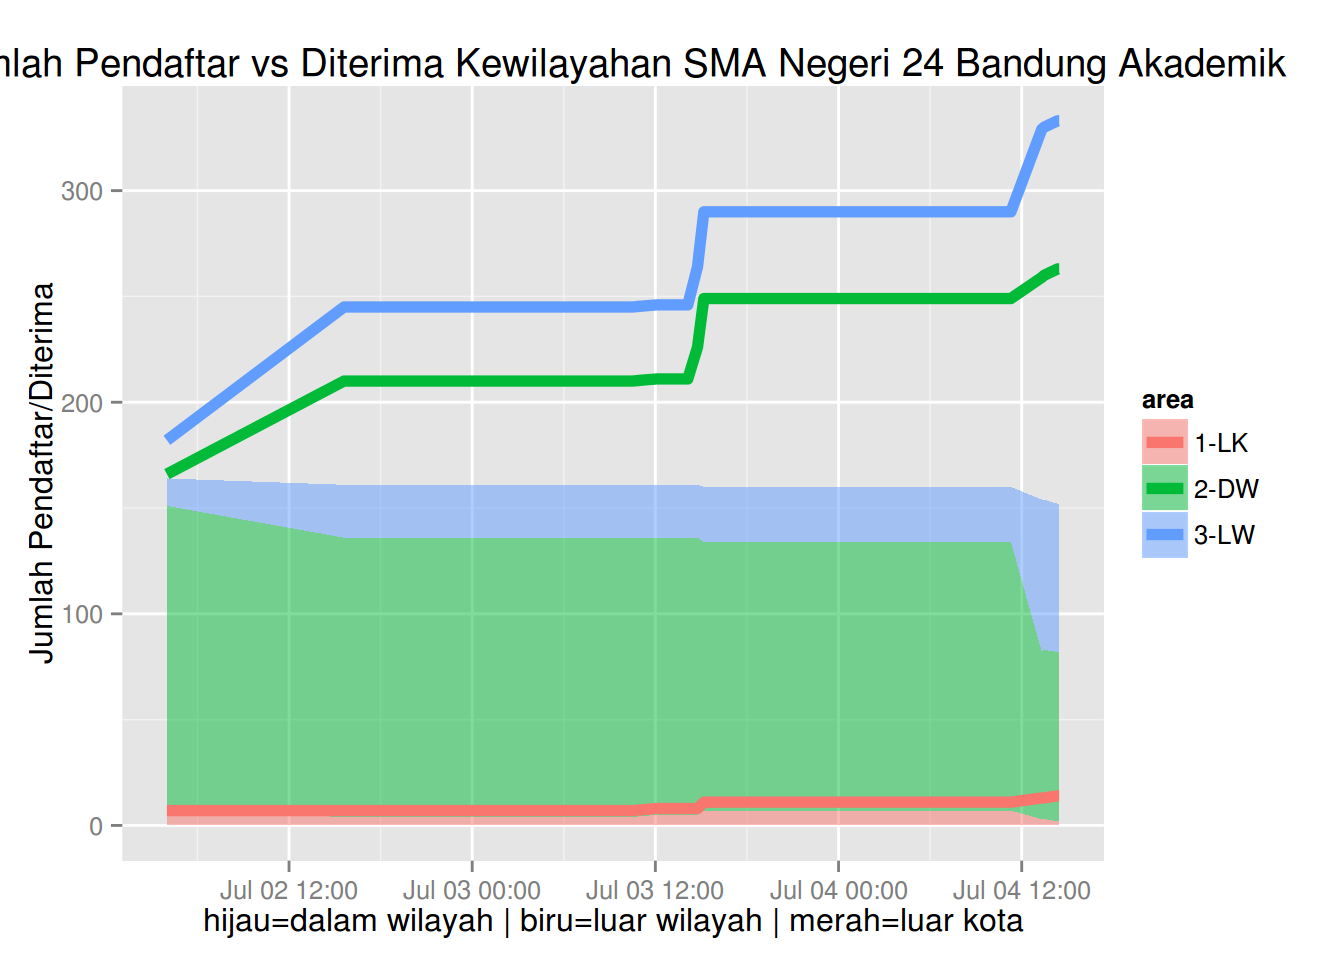 Pendaftar vs Diterima Kewilayahan SMA Negeri 24 Bandung Akademik
Jumlah Pendaftar/Diterima
300
200
100
0
Jul 02 12:00
Jul 03 00:00
Jul 03 12:00
Jul 04 00:00
Jul 04 12:00
hijau=dalam wilayah | biru=luar wilayah | merah=luar kota
area
1-LK
2-DW
3-LW